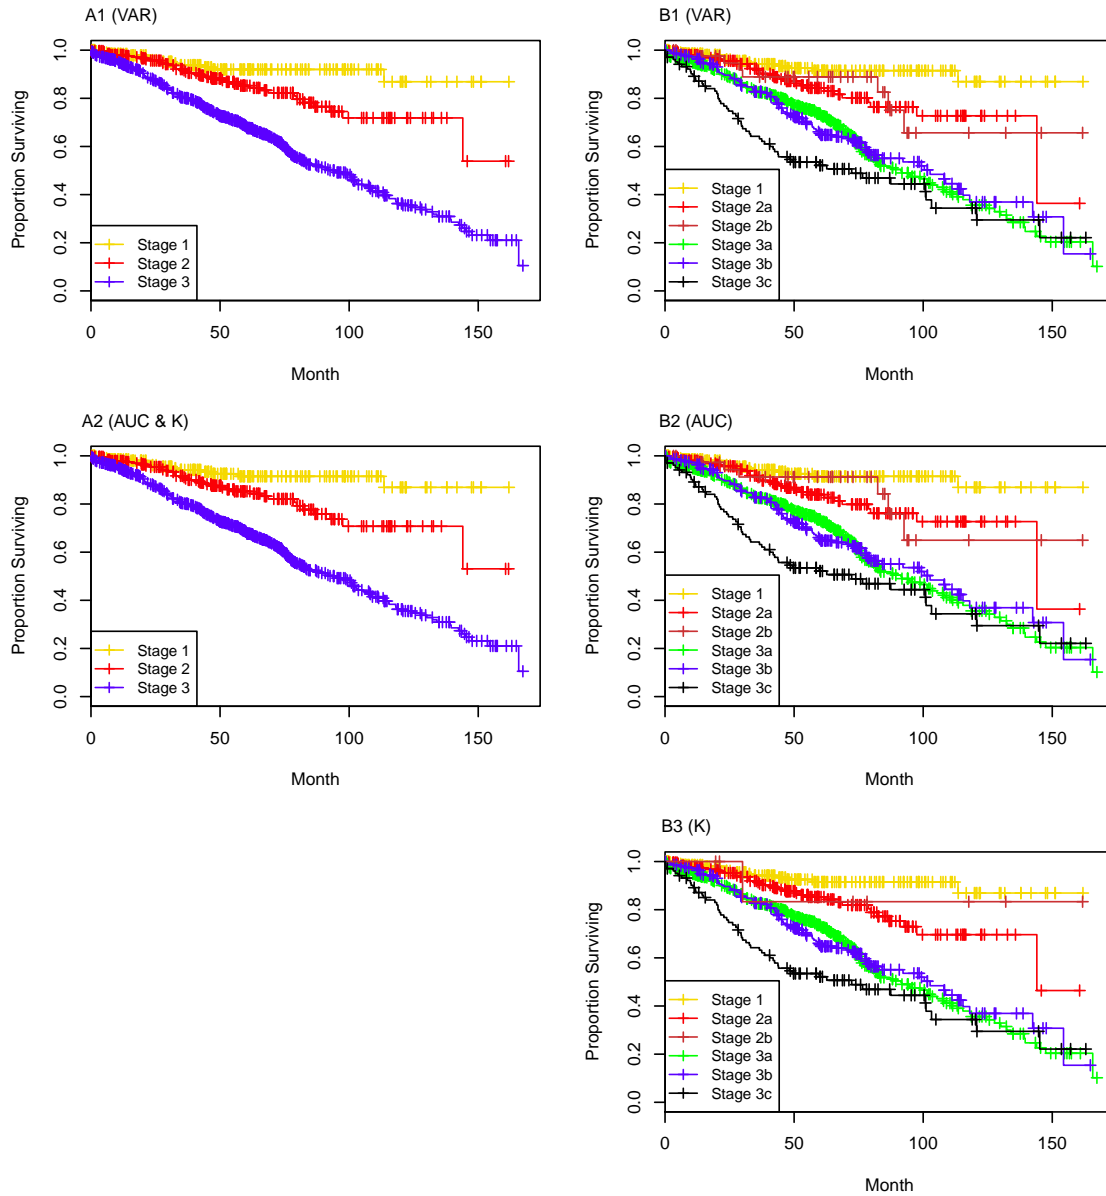 A1 (VAR)
Proportion Surviving
0.0 0.2 0.4 0.6 0.8 1.0
Stage 1
Stage 2
Stage 3
0 50 100 150
Month
B1 (VAR)
Proportion Surviving
0.0 0.2 0.4 0.6 0.8 1.0
Stage 1
Stage 2a
Stage 2b
Stage 3a
Stage 3b
Stage 3c
0 50 100 150
Month
A2 (AUC & K)
Proportion Surviving
0.0 0.2 0.4 0.6 0.8 1.0
Stage 1
Stage 2
Stage 3
0 50 100 150
Month
B2 (AUC)
Proportion Surviving
0.0 0.2 0.4 0.6 0.8 1.0
Stage 1
Stage 2a
Stage 2b
Stage 3a
Stage 3b
Stage 3c
0 50 100 150
Month
B3 (K)
Proportion Surviving
0.0 0.2 0.4 0.6 0.8 1.0
Stage 1
Stage 2a
Stage 2b
Stage 3a
Stage 3b
Stage 3c
0 50 100 150
Month